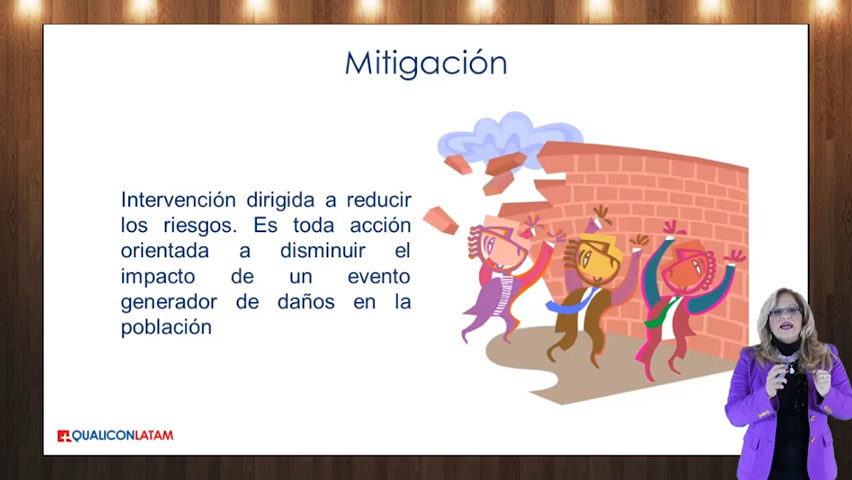 Mitigación
Intervención dirigida a reducir
los riesgos. Es toda acción
orientada a disminuir el
impacto de un evento
generador de daños en la
población
QUALICONLATAM